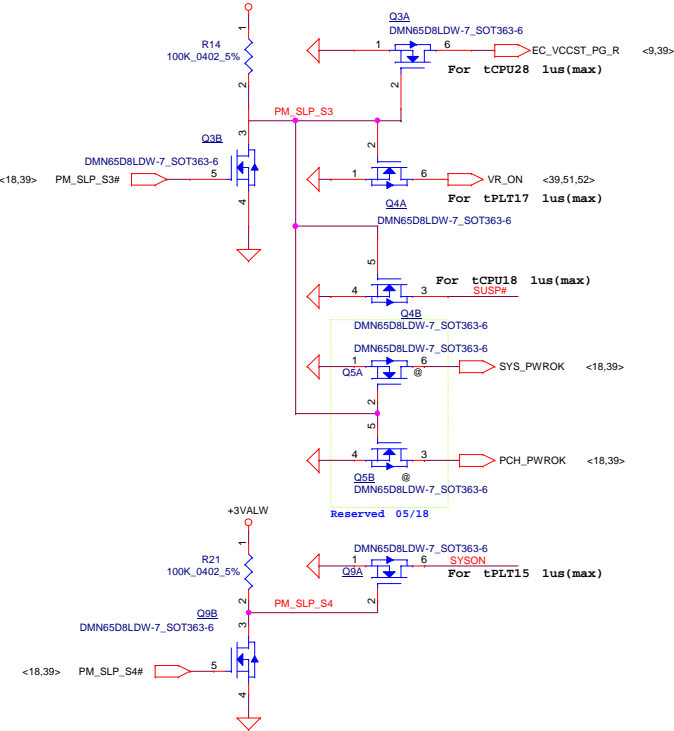 Q3A
DMN65D8LDW-7_SOT363-6
1
R14
100K_0402_5%
1
6
EC_VCCST_PG_R
<9,39>
For tCPU28 1us(max)
2
2
PM_SLP_S3
Q3B
3
2
DMN65D8LDW-7_SOT363-6
<18,39>
PM_SLP_S3#
5
1
6
VR_ON
<39,51,52>
For tPLT17 1us(max)
4
Q4A
DMN65D8LDW-7_SOT363-6
5
For tCPU18 1us(max)
4
3
SUSP#
Q4B
DMN65D8LDW-7_SOT363-6
DMN65D8LDW-7_SOT363-6
1
6
SYS_PWROK
<18,39>
Q5A
@
2
5
4
3
PCH_PWROK
<18,39>
Q5B
@
DMN65D8LDW-7_SOT363-6
Reserved 05/18
+3VALW
1
R21
100K_0402_5%
DMN65D8LDW-7_SOT363-6
1
6
SYSON
Q9A
For tPLT15 1us(max)
2
2
PM_SLP_S4
Q9B
3
DMN65D8LDW-7_SOT363-6
<18,39>
PM_SLP_S4#
5
4